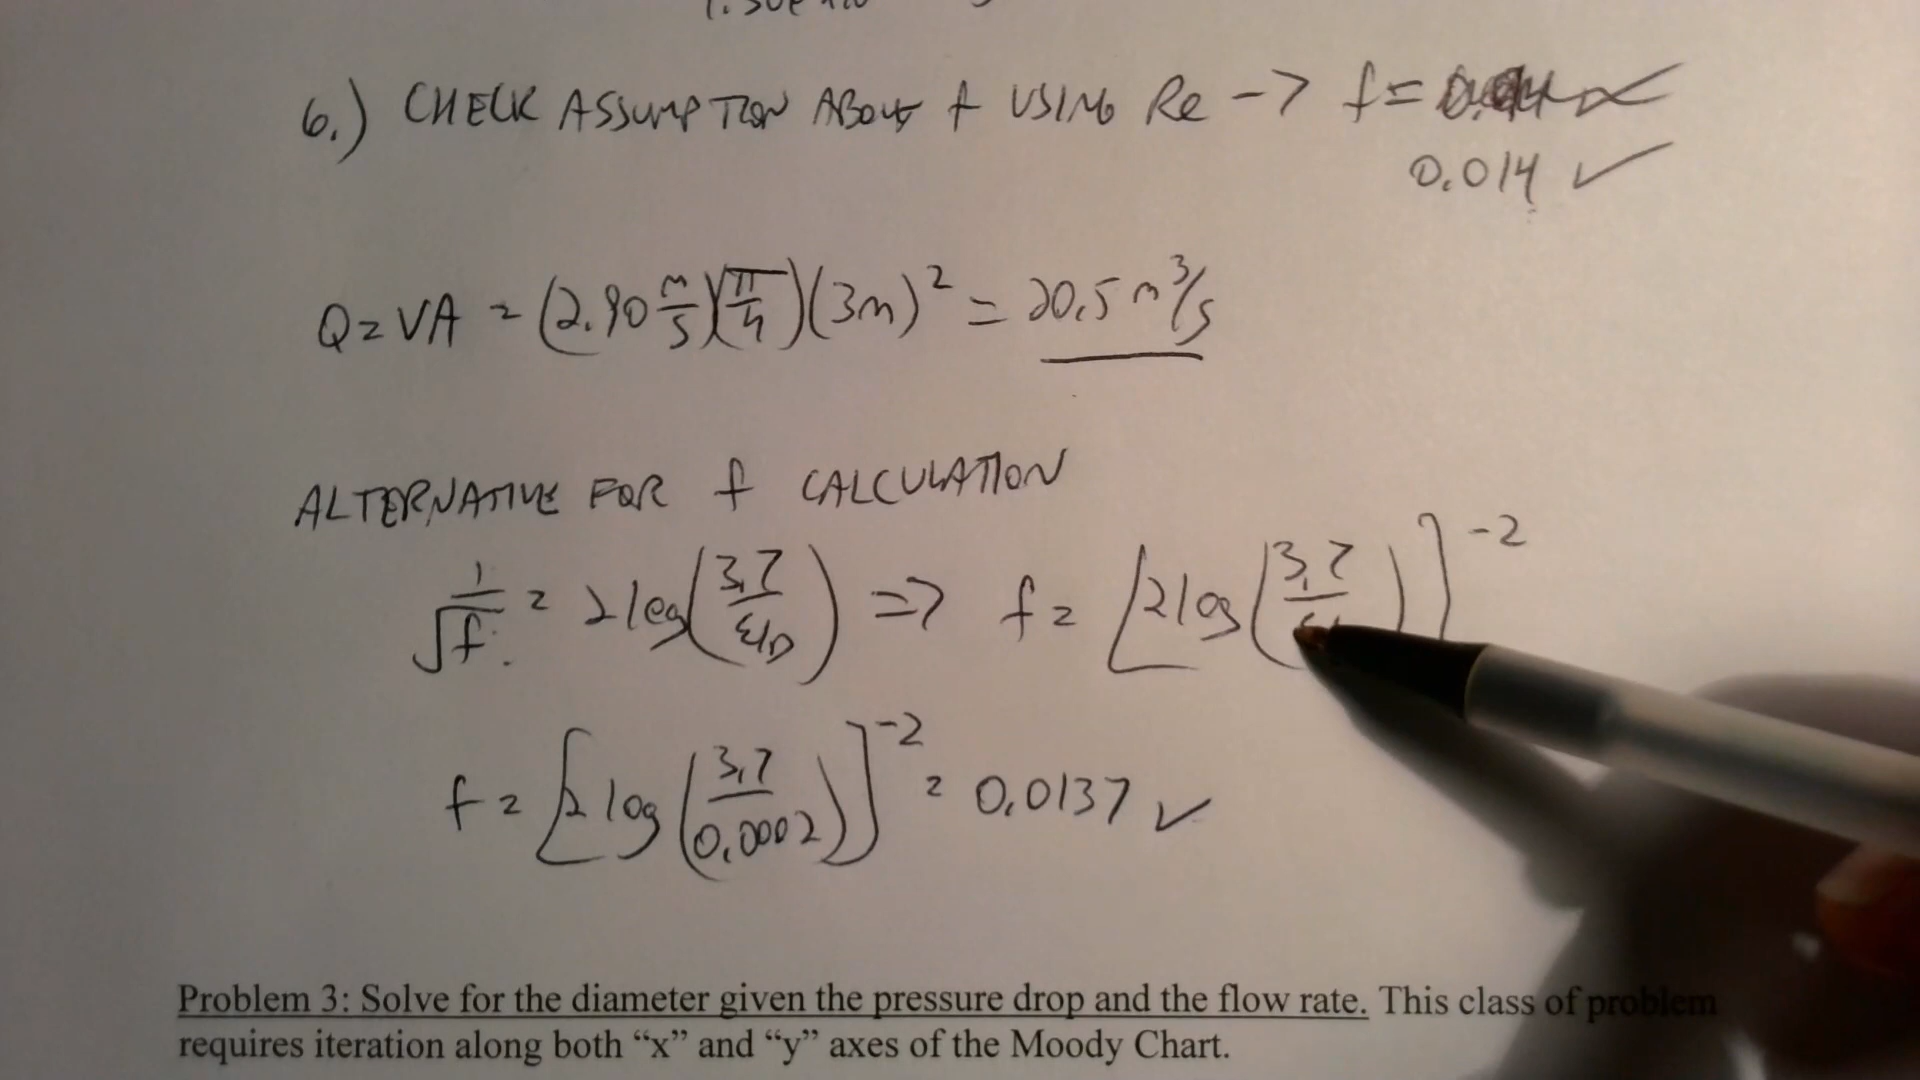 6.) CHECK ASSUMPTION ABOUT f USING Re -> f =
0.014 ✓
Q = VA = (2.90 m/s)(π/4)(3m)² = 20.5 m³/s
ALTERNATIVE FOR f CALCULATION
1/√f = 2 log(3.7/(ε/D)) => f = [2 log(3.7/ )]⁻²
f = [2 log(3.7/0.0002)]⁻² = 0.0137 ✓
Problem 3: Solve for the diameter given the pressure drop and the flow rate. This class of problem
requires iteration along both “x” and “y” axes of the Moody Chart.